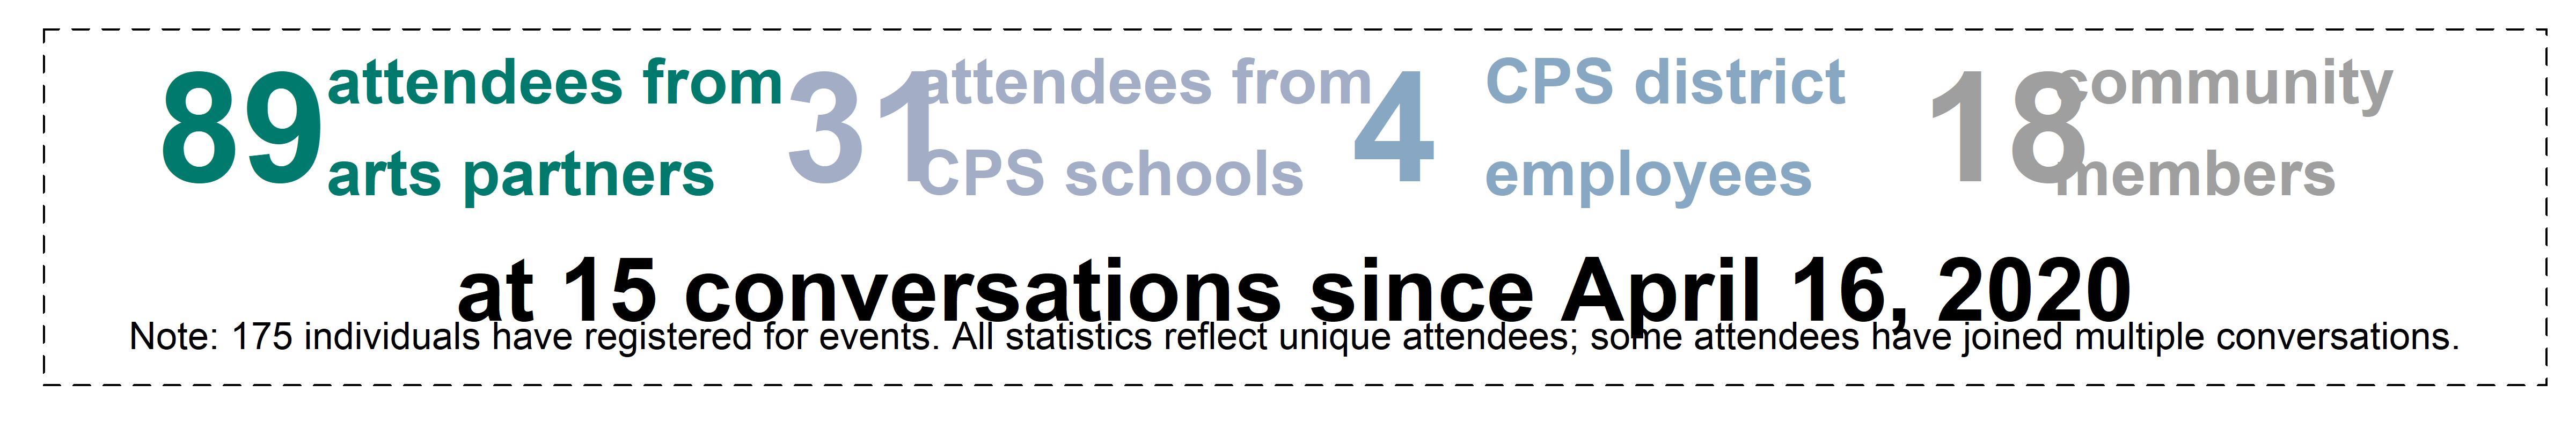 89 attendees from arts partners
31 attendees from CPS schools
4 CPS district employees
18 community members
at 15 conversations since April 16, 2020
Note: 175 individuals have registered for events. All statistics reflect unique attendees; some attendees have joined multiple conversations.